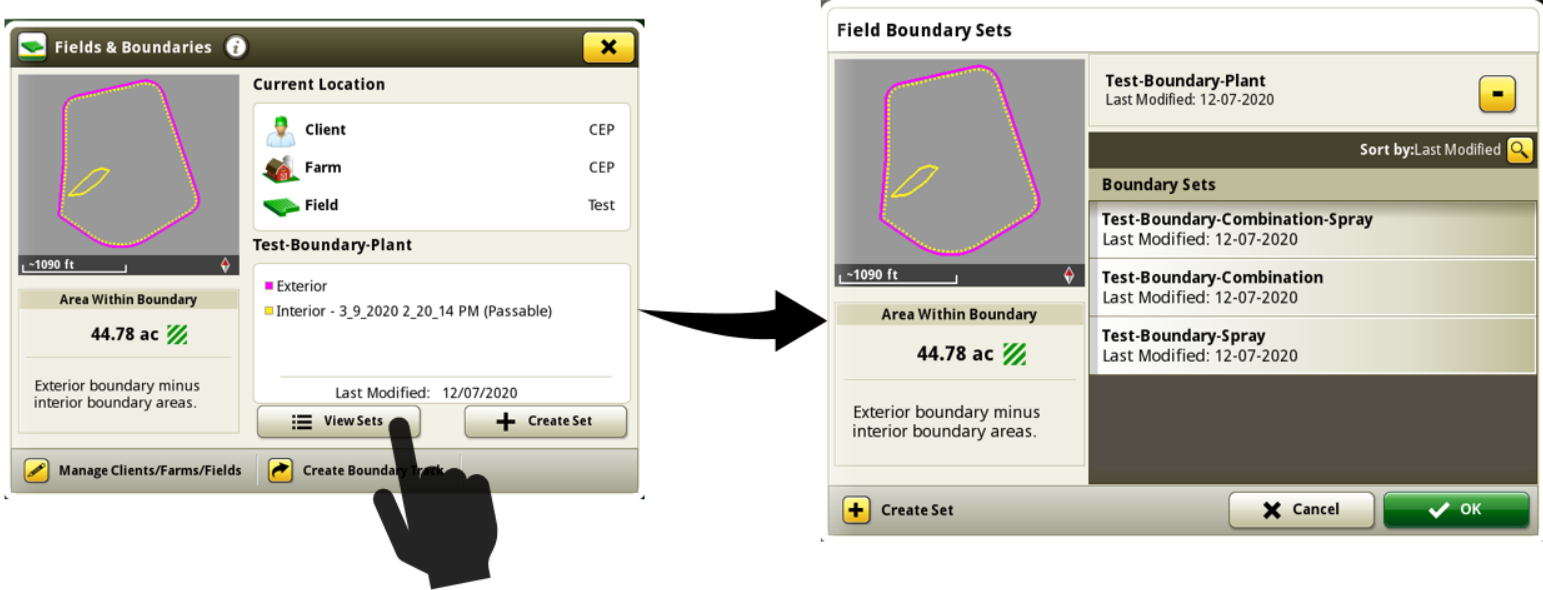 Fields & Boundaries
Current Location
Client CEP
Farm CEP
Field Test
~1090 ft
Test-Boundary-Plant
Exterior
Interior - 3_9_2020 2_20_14 PM (Passable)
Area Within Boundary
44.78 ac
Exterior boundary minus
interior boundary areas.
Last Modified: 12/07/2020
View Sets
Create Set
Manage Clients/Farms/Fields
Create Boundary Track
Field Boundary Sets
Test-Boundary-Plant
Last Modified: 12-07-2020
Sort by:Last Modified
Boundary Sets
Test-Boundary-Combination-Spray
Last Modified: 12-07-2020
Test-Boundary-Combination
Last Modified: 12-07-2020
Test-Boundary-Spray
Last Modified: 12-07-2020
~1090 ft
Area Within Boundary
44.78 ac
Exterior boundary minus
interior boundary areas.
Create Set
Cancel
OK